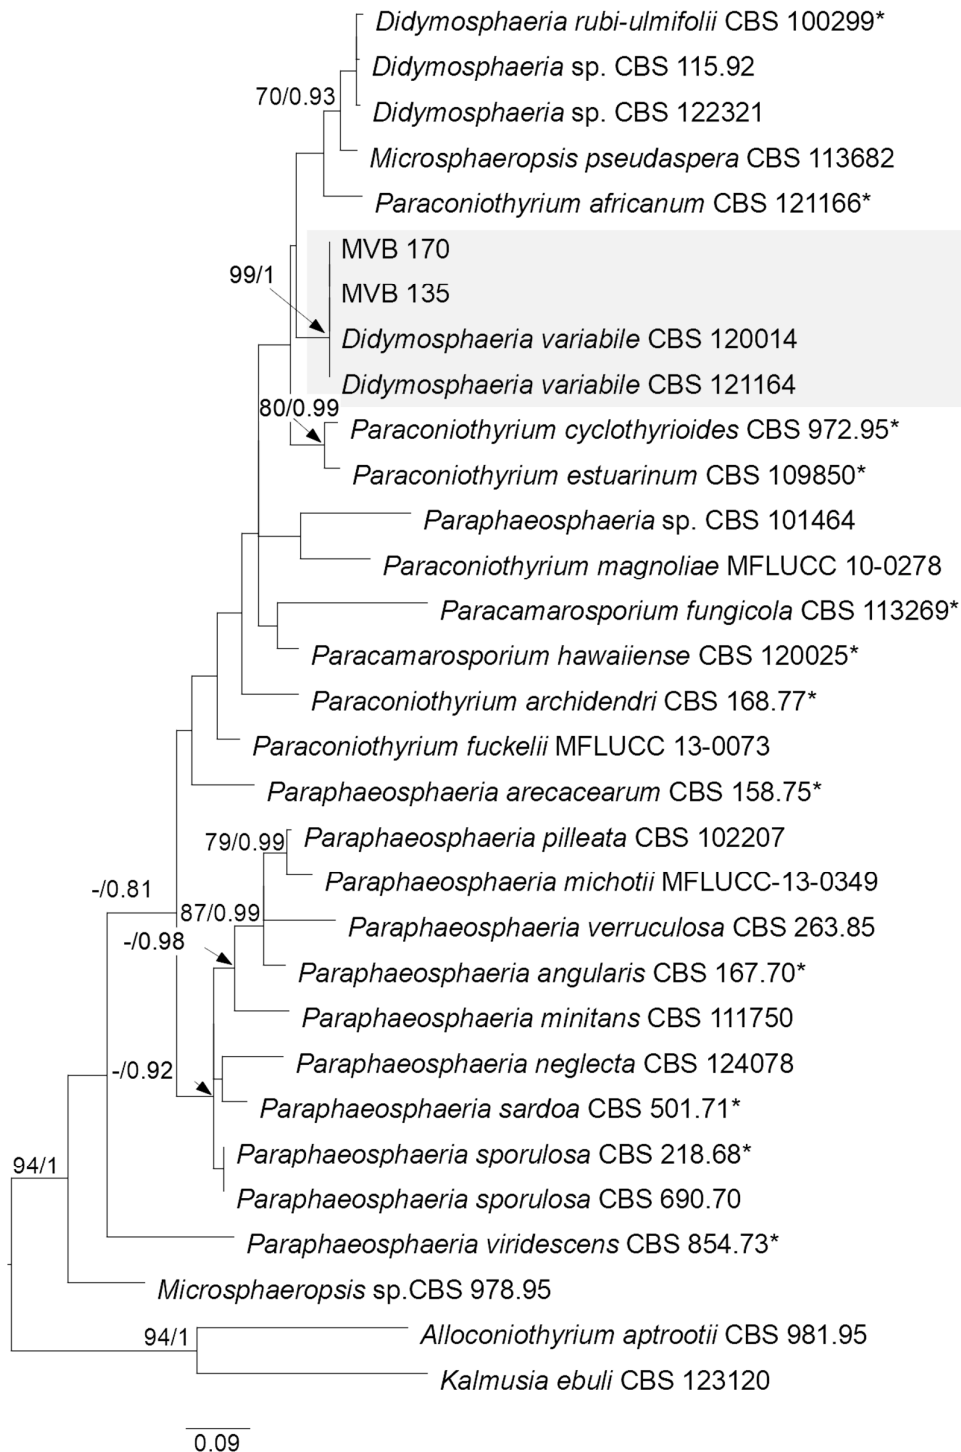 Didymosphaeria rubi-ulmifolii CBS 100299*
Didymosphaeria sp. CBS 115.92
70/0.93
Didymosphaeria sp. CBS 122321
Microsphaeropsis pseudaspera CBS 113682
Paraconiothyrium africanum CBS 121166*
MVB 170
99/1
MVB 135
Didymosphaeria variabile CBS 120014
Didymosphaeria variabile CBS 121164
80/0.99
Paraconiothyrium cyclothyrioides CBS 972.95*
Paraconiothyrium estuarinum CBS 109850*
Paraphaeosphaeria sp. CBS 101464
Paraconiothyrium magnoliae MFLUCC 10-0278
Paracamarosporium fungicola CBS 113269*
Paracamarosporium hawaiiense CBS 120025*
Paraconiothyrium archidendri CBS 168.77*
Paraconiothyrium fuckelii MFLUCC 13-0073
Paraphaeosphaeria arecacearum CBS 158.75*
79/0.99
Paraphaeosphaeria pilleata CBS 102207
Paraphaeosphaeria michotii MFLUCC-13-0349
-/0.81
87/0.99
Paraphaeosphaeria verruculosa CBS 263.85
-/0.98
Paraphaeosphaeria angularis CBS 167.70*
Paraphaeosphaeria minitans CBS 111750
Paraphaeosphaeria neglecta CBS 124078
-/0.92
Paraphaeosphaeria sardoa CBS 501.71*
Paraphaeosphaeria sporulosa CBS 218.68*
94/1
Paraphaeosphaeria sporulosa CBS 690.70
Paraphaeosphaeria viridescens CBS 854.73*
Microsphaeropsis sp.CBS 978.95
94/1
Alloconiothyrium aptrootii CBS 981.95
Kalmusia ebuli CBS 123120
0.09